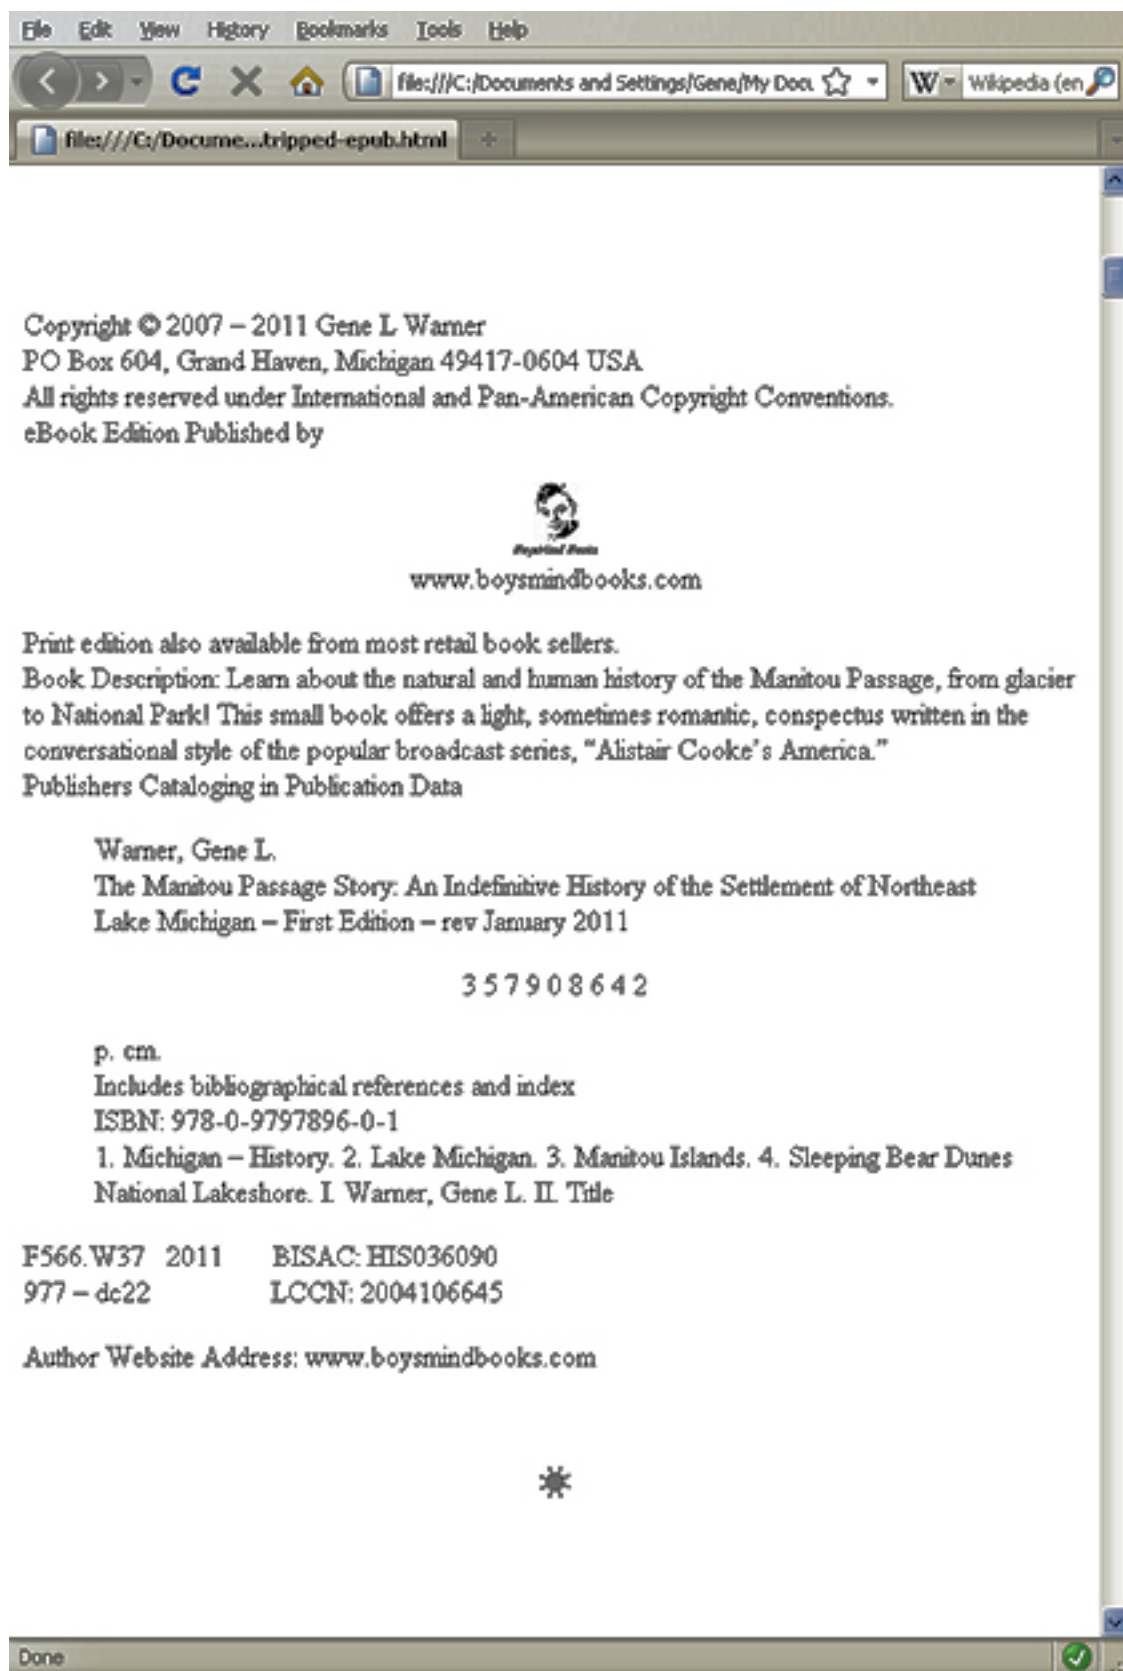 File Edit View History Bookmarks Tools Help
file:///C:/Documents and Settings/Gene/My Docu W Wikipedia (en
file:///C:/Docume...tripped-epub.html
Copyright © 2007 – 2011 Gene L Warner
PO Box 604, Grand Haven, Michigan 49417-0604 USA
All rights reserved under International and Pan-American Copyright Conventions.
eBook Edition Published by
www.boysmindbooks.com
Print edition also available from most retail book sellers.
Book Description: Learn about the natural and human history of the Manitou Passage, from glacier
to National Park! This small book offers a light, sometimes romantic, conspectus written in the
conversational style of the popular broadcast series, “Alistair Cooke’s America.”
Publishers Cataloging in Publication Data
Warner, Gene L.
The Manitou Passage Story: An Indefinitive History of the Settlement of Northeast
Lake Michigan – First Edition – rev January 2011
3 5 7 9 0 8 6 4 2
p. cm.
Includes bibliographical references and index
ISBN: 978-0-9797896-0-1
1. Michigan – History. 2. Lake Michigan. 3. Manitou Islands. 4. Sleeping Bear Dunes
National Lakeshore. I. Warner, Gene L. II. Title
F566.W37 2011 BISAC: HIS036090
977 – dc22 LCCN: 2004106645
Author Website Address: www.boysmindbooks.com
Done